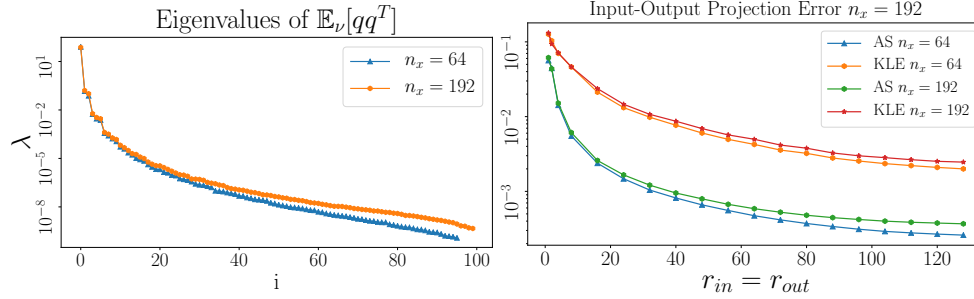 Eigenvalues of 𝔼_ν[qq^T]
λ
10^1
10^−2
10^−5
10^−8
0 20 40 60 80 100
i
n_x = 64
n_x = 192
Input-Output Projection Error n_x = 192
10^−1
10^−2
10^−3
0 20 40 60 80 100 120
r_in = r_out
AS n_x = 64
KLE n_x = 64
AS n_x = 192
KLE n_x = 192